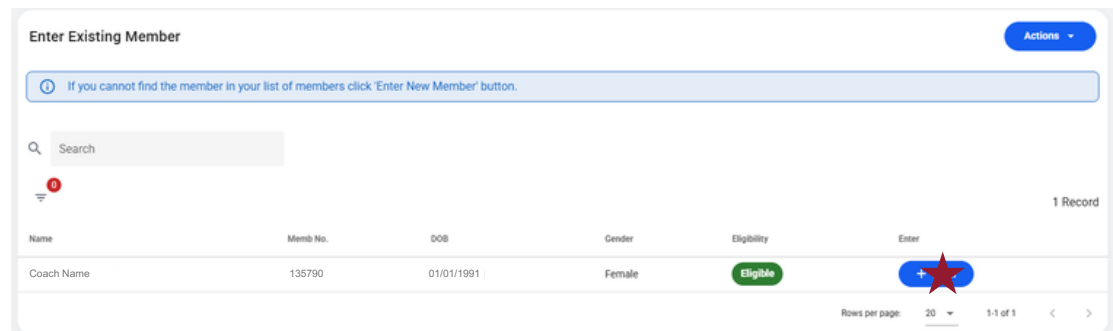 Enter Existing Member
Actions
If you cannot find the member in your list of members click 'Enter New Member' button.
Search
0
1 Record
Name Memb No. DOB Gender Eligibility Enter
Coach Name 135790 01/01/1991 Female Eligible +
Rows per page: 20 1-1 of 1